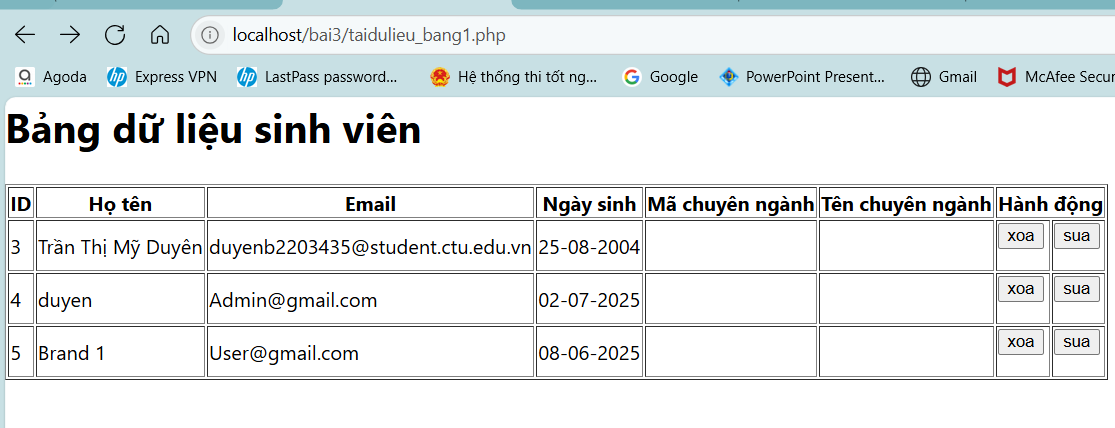 localhost/bai3/taidulieu_bang1.php
Agoda Express VPN LastPass password... Hệ thống thi tốt ng... Google PowerPoint Present... Gmail McAfee Secur
Bảng dữ liệu sinh viên
ID Họ tên Email Ngày sinh Mã chuyên ngành Tên chuyên ngành Hành động
3 Trần Thị Mỹ Duyên duyenb2203435@student.ctu.edu.vn 25-08-2004 xoa sua
4 duyen Admin@gmail.com 02-07-2025 xoa sua
5 Brand 1 User@gmail.com 08-06-2025 xoa sua